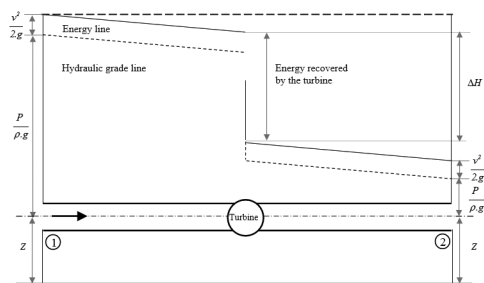 v²
2.g
Energy line
Hydraulic grade line
Energy recovered
by the turbine
ΔH
P
ρ.g
v²
2.g
P
ρ.g
Turbine
Z
1
2
Z